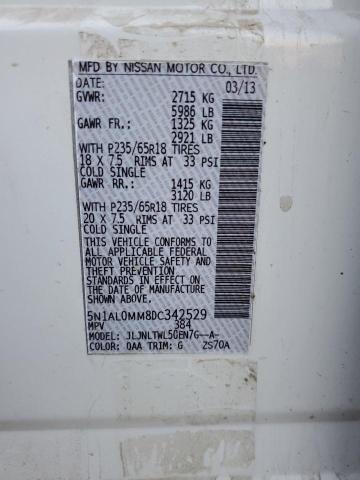 MFD BY NISSAN MOTOR CO., LTD.
DATE: 03/13
GVWR: 2715 KG
5986 LB
GAWR FR.: 1325 KG
2921 LB
WITH P235/65R18 TIRES
18 X 7.5 RIMS AT 33 PSI
COLD SINGLE
GAWR RR.: 1415 KG
3120 LB
WITH P235/65R18 TIRES
20 X 7.5 RIMS AT 33 PSI
COLD SINGLE
THIS VEHICLE CONFORMS TO
ALL APPLICABLE FEDERAL
MOTOR VEHICLE SAFETY AND
THEFT PREVENTION
STANDARDS IN EFFECT ON
THE DATE OF MANUFACTURE
SHOWN ABOVE.
5N1AL0MM8DC342529
MPV 384
MODEL: JLJNLTWL50EN7G--A-
COLOR: QAA TRIM: G ZS70A